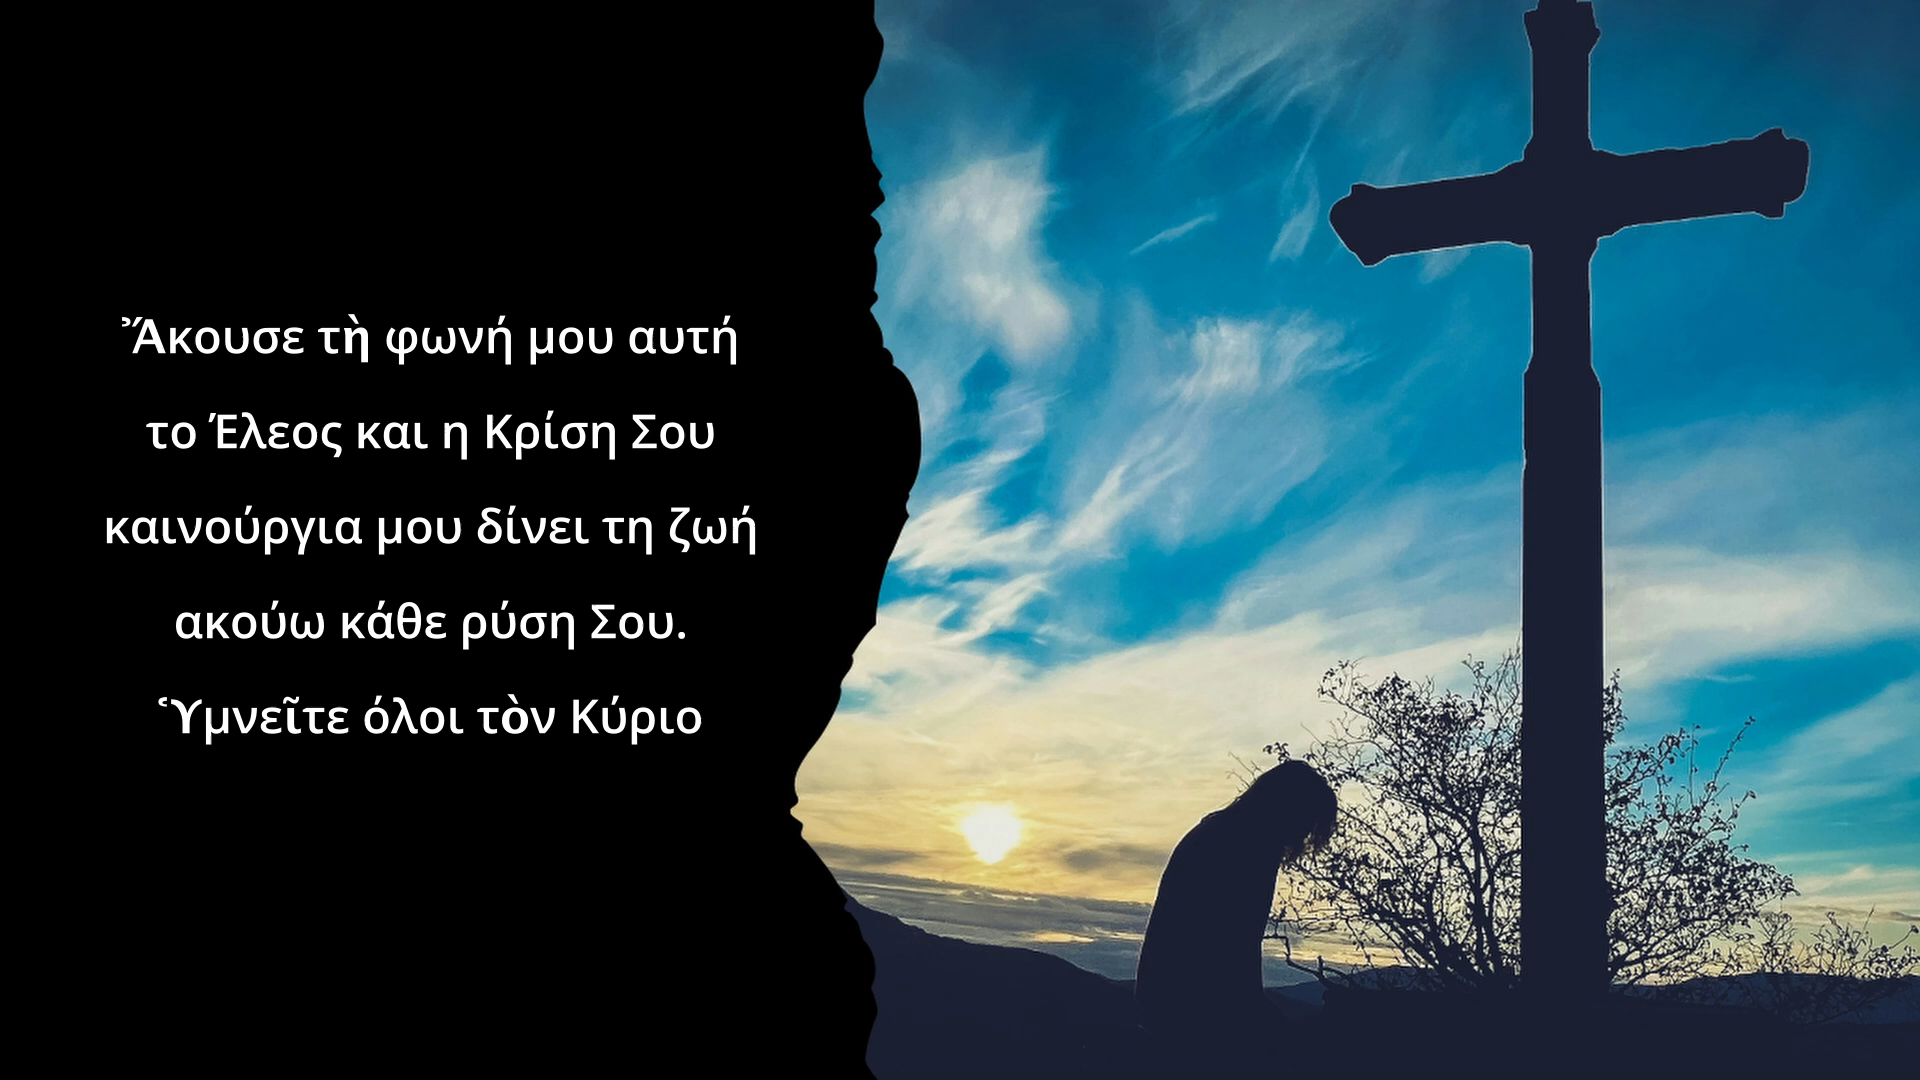 Ἄκουσε τὴ φωνή μου αυτή
το Έλεος και η Κρίση Σου
καινούργια μου δίνει τη ζωή
ακούω κάθε ρύση Σου.
Ὑμνεῖτε όλοι τὸν Κύριο